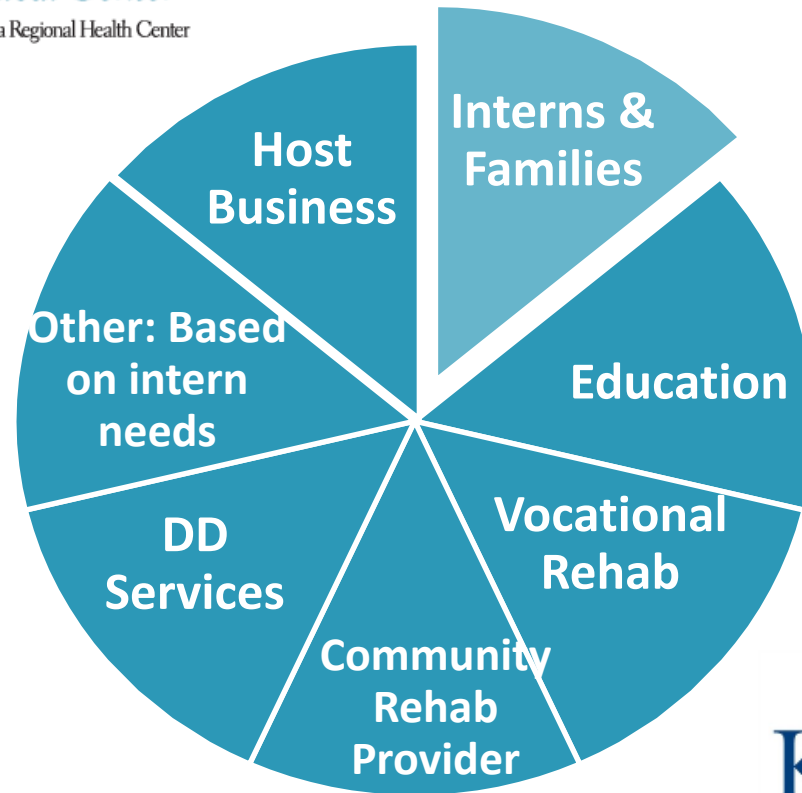 a Regional Health Center
Interns &
Families
Host
Business
Other: Based
on intern
needs
Education
Vocational
Rehab
DD
Services
Community
Rehab
Provider
K